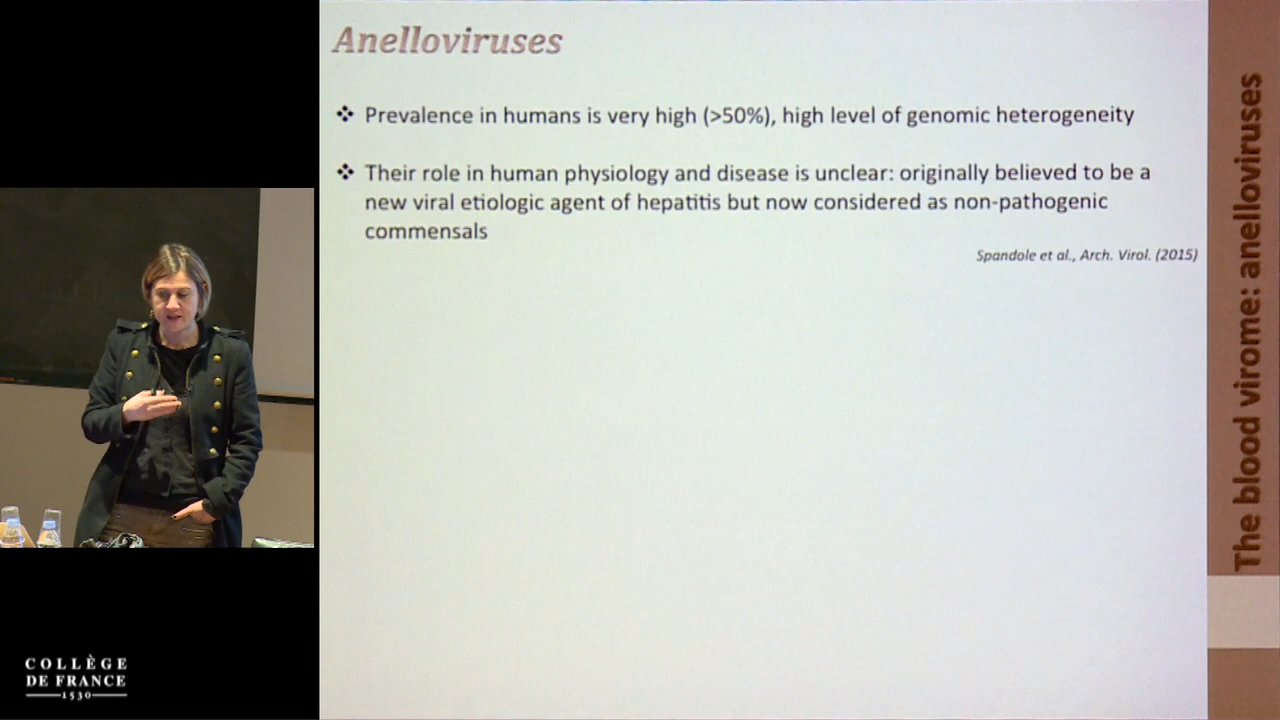 Anelloviruses
❖ Prevalence in humans is very high (>50%), high level of genomic heterogeneity
❖ Their role in human physiology and disease is unclear: originally believed to be a
new viral etiologic agent of hepatitis but now considered as non-pathogenic
commensals
Spandole et al., Arch. Virol. (2015)
The blood virome: anelloviruses
COLLÈGE
DE FRANCE
1530